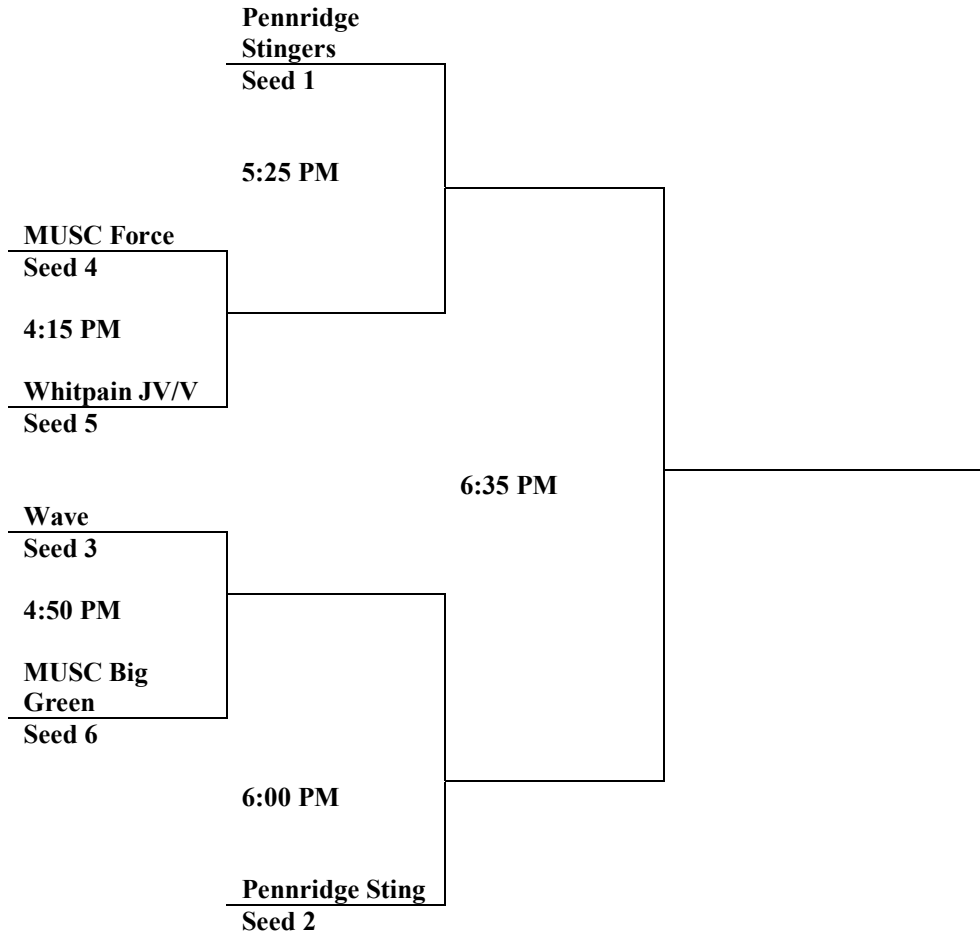 Pennridge
Stingers
Seed 1
5:25 PM
MUSC Force
Seed 4
4:15 PM
Whitpain JV/V
Seed 5
6:35 PM
Wave
Seed 3
4:50 PM
MUSC Big
Green
Seed 6
6:00 PM
Pennridge Sting
Seed 2